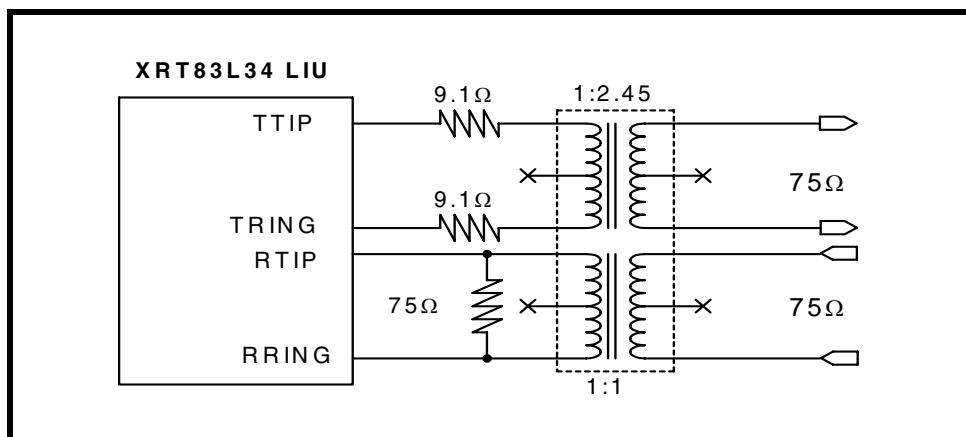 XRT83L34 LIU
9.1Ω
1:2.45
TTIP
75Ω
9.1Ω
TRING
RTIP
75Ω
75Ω
RRING
1:1